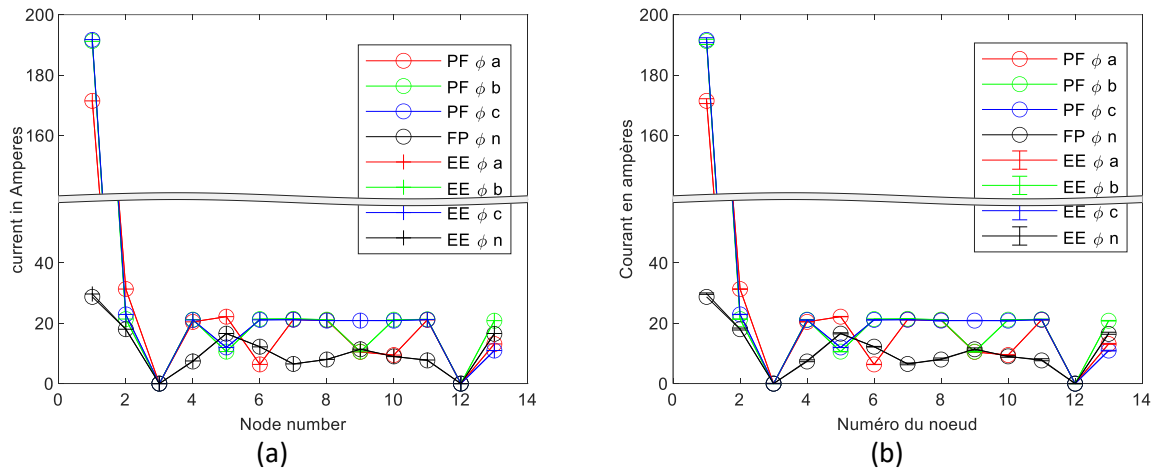 200
180
160
40
20
0
current in Amperes
0 2 4 6 8 10 12 14
Node number
PF ϕ a
PF ϕ b
PF ϕ c
FP ϕ n
EE ϕ a
EE ϕ b
EE ϕ c
EE ϕ n
(a)
200
180
160
40
20
0
Courant en ampères
0 2 4 6 8 10 12 14
Numéro du noeud
PF ϕ a
PF ϕ b
PF ϕ c
FP ϕ n
EE ϕ a
EE ϕ b
EE ϕ c
EE ϕ n
(b)